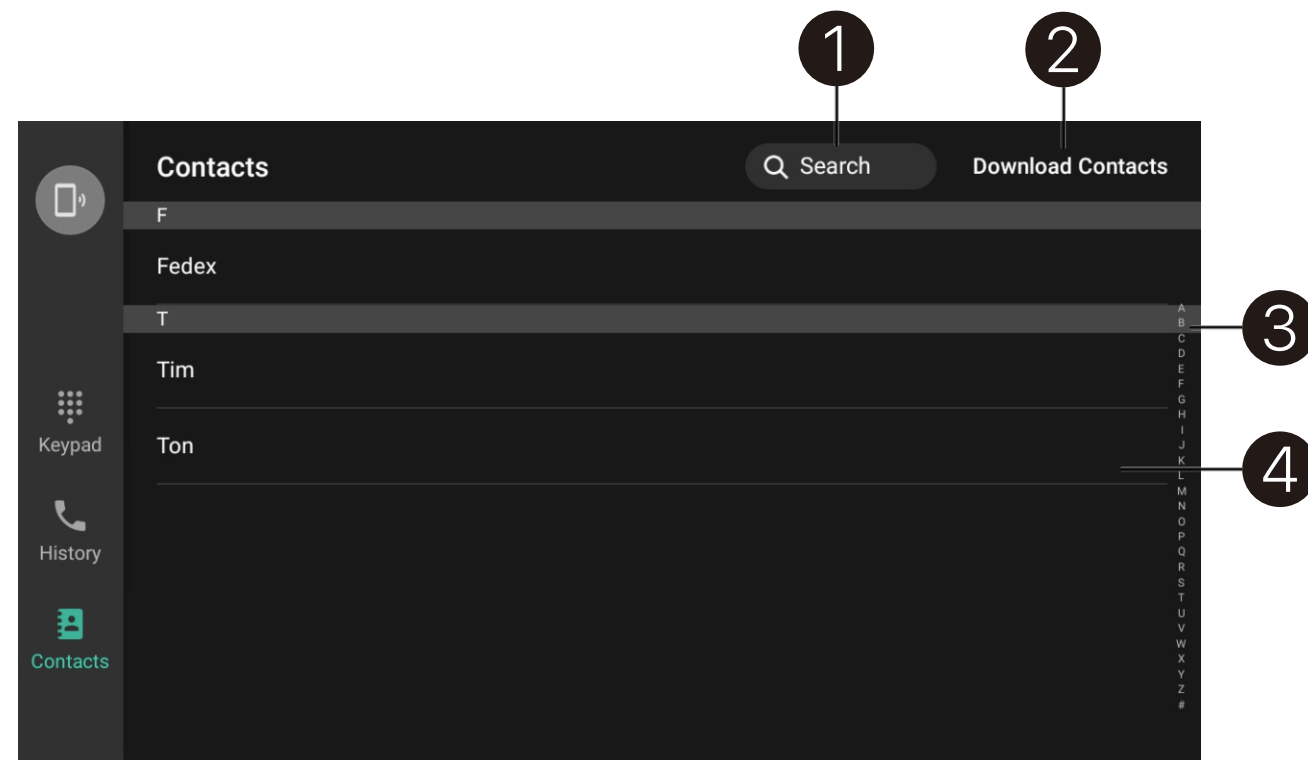 1
2
Contacts
Search
Download Contacts
F
Fedex
T
Tim
Ton
Keypad
History
Contacts
A
B
C
D
E
F
G
H
I
J
K
L
M
N
O
P
Q
R
S
T
U
V
W
X
Y
Z
#
3
4